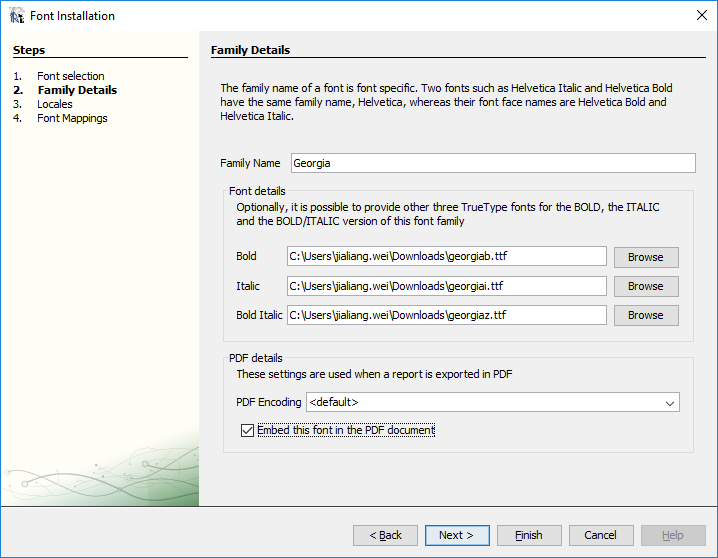 Font Installation
Steps
1. Font selection
2. Family Details
3. Locales
4. Font Mappings
Family Details
The family name of a font is font specific. Two fonts such as Helvetica Italic and Helvetica Bold
have the same family name, Helvetica, whereas their font face names are Helvetica Bold and
Helvetica Italic.
Family Name Georgia
Font details
Optionally, it is possible to provide other three TrueType fonts for the BOLD, the ITALIC
and the BOLD/ITALIC version of this font family
Bold C:\Users\jialiang.wei\Downloads\georgiab.ttf Browse
Italic C:\Users\jialiang.wei\Downloads\georgiai.ttf Browse
Bold Italic C:\Users\jialiang.wei\Downloads\georgiaz.ttf Browse
PDF details
These settings are used when a report is exported in PDF
PDF Encoding <default>
Embed this font in the PDF document
< Back Next > Finish Cancel Help